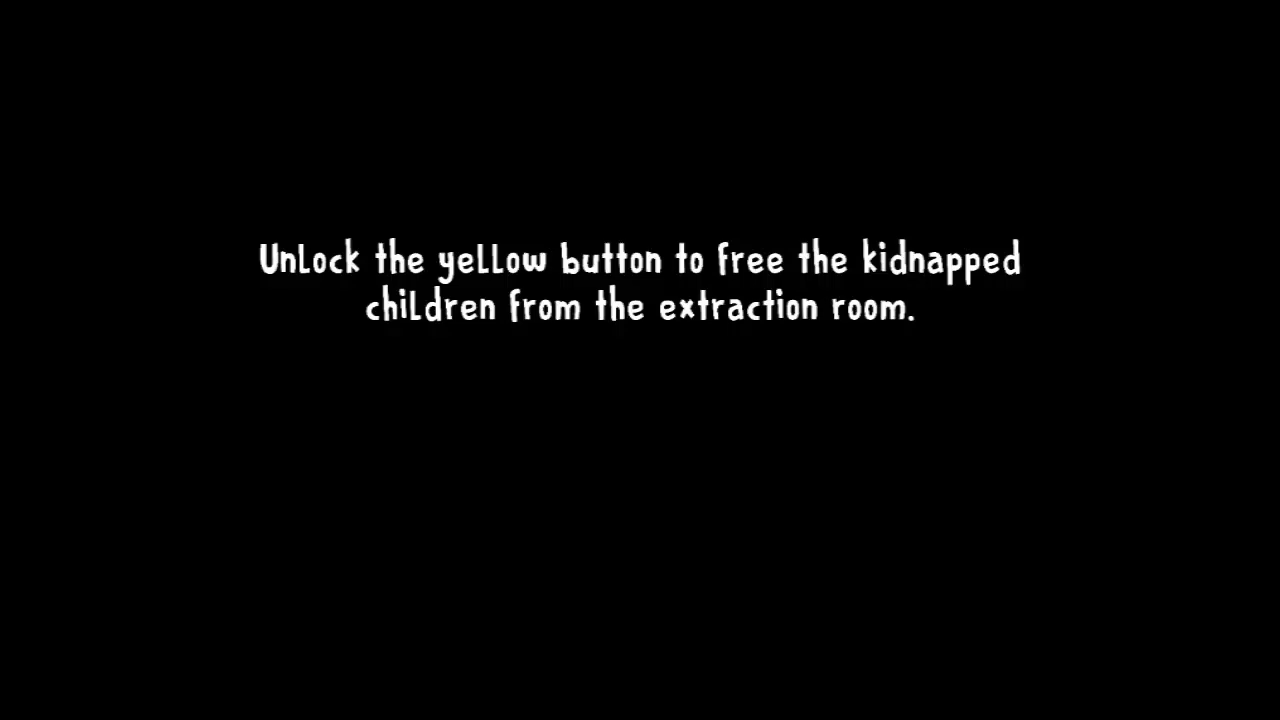 Unlock the yellow button to free the kidnapped
children from the extraction room.